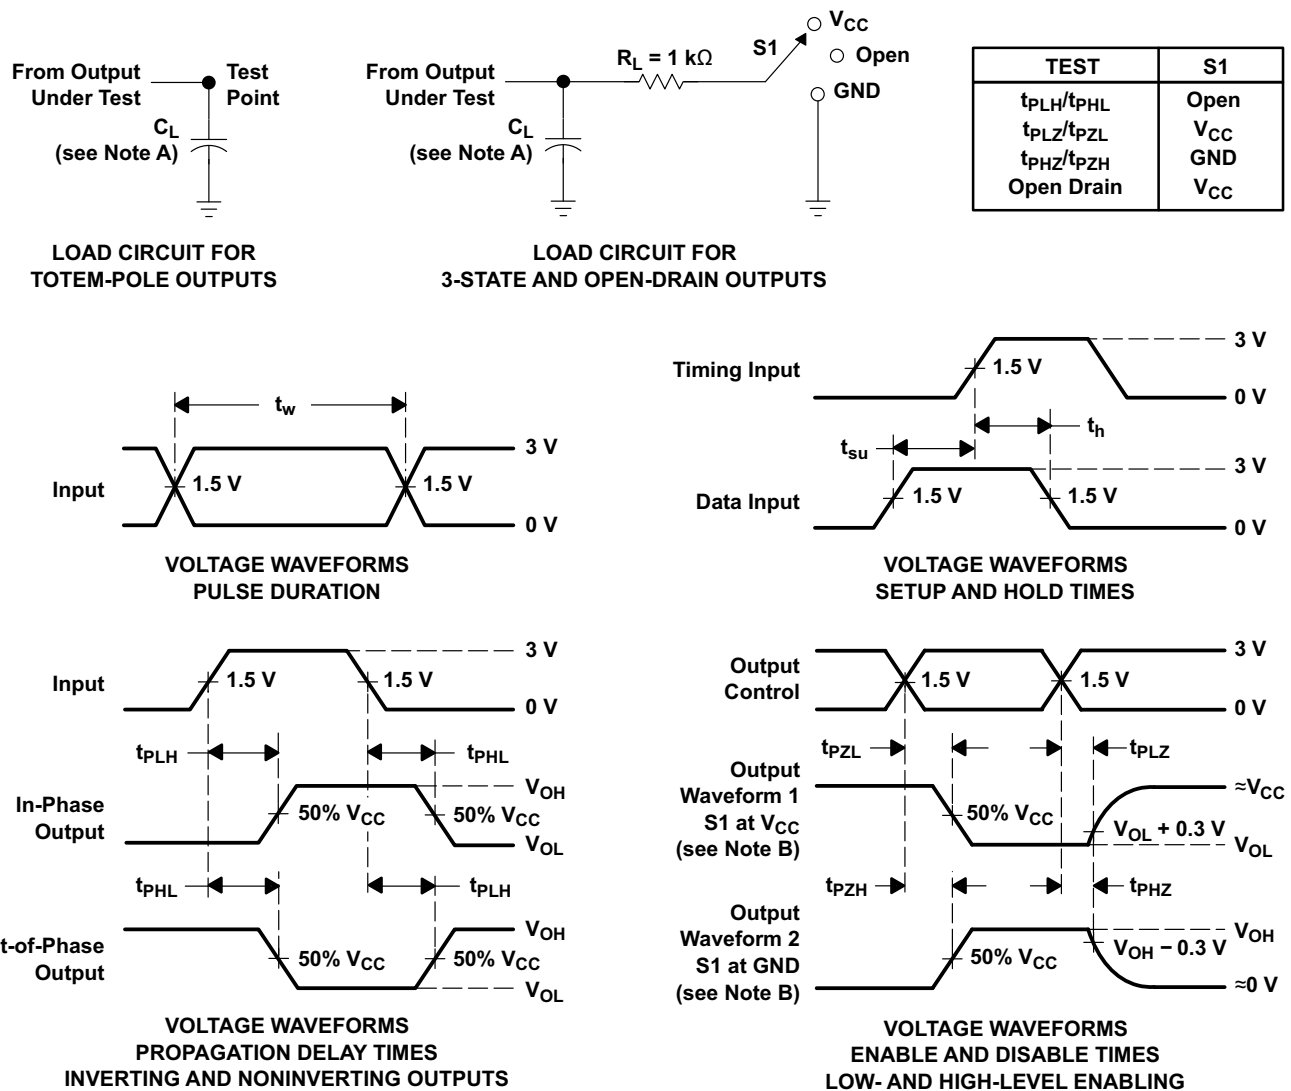 From Output
Under Test
Test
Point
CL
(see Note A)
LOAD CIRCUIT FOR
TOTEM-POLE OUTPUTS
From Output
Under Test
RL = 1 kΩ
S1
VCC
Open
GND
CL
(see Note A)
LOAD CIRCUIT FOR
3-STATE AND OPEN-DRAIN OUTPUTS
TEST S1
tPLH/tPHL Open
tPLZ/tPZL VCC
tPHZ/tPZH GND
Open Drain VCC
tw
Input
1.5 V
1.5 V
3 V
0 V
VOLTAGE WAVEFORMS
PULSE DURATION
Timing Input
1.5 V
3 V
0 V
th
tsu
Data Input
1.5 V
1.5 V
3 V
0 V
VOLTAGE WAVEFORMS
SETUP AND HOLD TIMES
Input
1.5 V
1.5 V
3 V
0 V
tPLH
tPHL
In-Phase
Output
50% VCC
50% VCC
VOH
VOL
tPHL
tPLH
t-of-Phase
Output
50% VCC
50% VCC
VOH
VOL
VOLTAGE WAVEFORMS
PROPAGATION DELAY TIMES
INVERTING AND NONINVERTING OUTPUTS
Output
Control
1.5 V
1.5 V
3 V
0 V
tPZL
tPLZ
Output
Waveform 1
S1 at VCC
(see Note B)
50% VCC
VOL + 0.3 V
≈VCC
VOL
tPZH
tPHZ
Output
Waveform 2
S1 at GND
(see Note B)
50% VCC
VOH − 0.3 V
VOH
≈0 V
VOLTAGE WAVEFORMS
ENABLE AND DISABLE TIMES
LOW- AND HIGH-LEVEL ENABLING